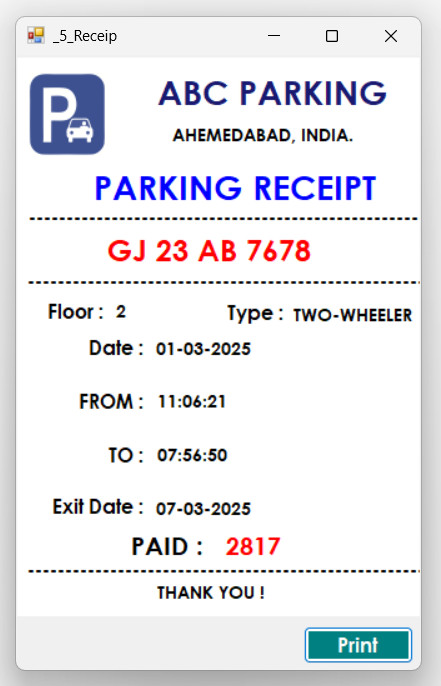 _5_Receip
P
ABC PARKING
AHEMEDABAD, INDIA.
PARKING RECEIPT
GJ 23 AB 7678
Floor : 2 Type : TWO-WHEELER
Date : 01-03-2025
FROM : 11:06:21
TO : 07:56:50
Exit Date : 07-03-2025
PAID : 2817
THANK YOU !
Print